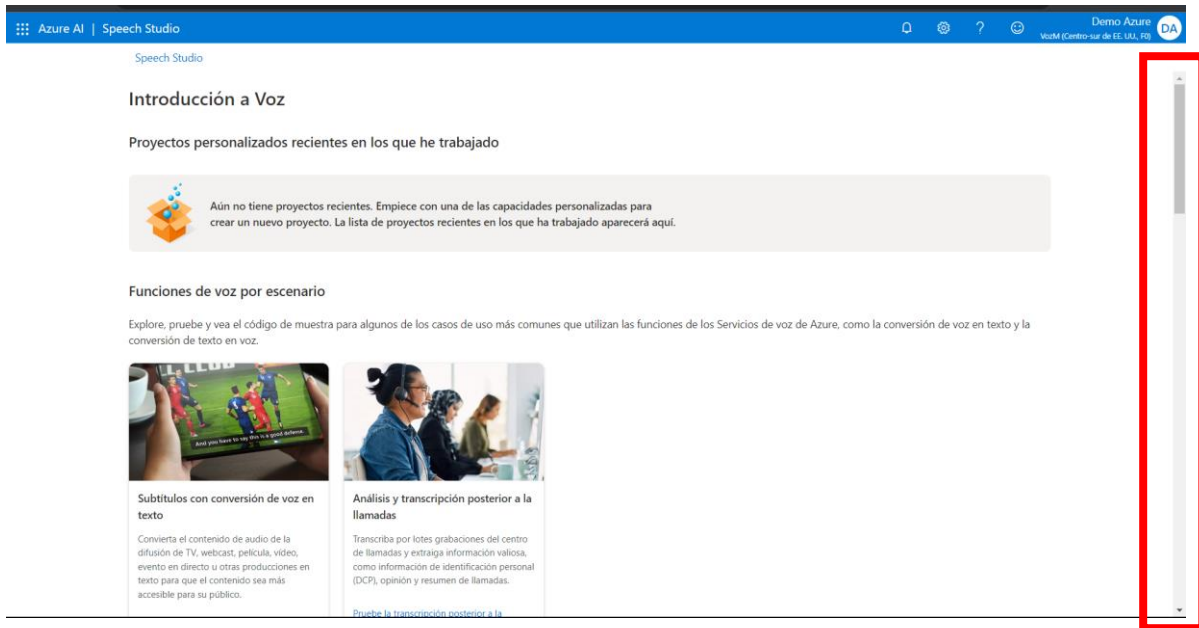 Azure AI | Speech Studio
Demo Azure
VozM (Centro-sur de EE. UU., F0)
DA
Speech Studio
Introducción a Voz
Proyectos personalizados recientes en los que he trabajado
Aún no tiene proyectos recientes. Empiece con una de las capacidades personalizadas para
crear un nuevo proyecto. La lista de proyectos recientes en los que ha trabajado aparecerá aquí.
Funciones de voz por escenario
Explore, pruebe y vea el código de muestra para algunos de los casos de uso más comunes que utilizan las funciones de los Servicios de voz de Azure, como la conversión de voz en texto y la
conversión de texto en voz.
And you have to say this is a good defense.
Subtítulos con conversión de voz en
texto
Convierta el contenido de audio de la
difusión de TV, webcast, película, vídeo,
evento en directo u otras producciones en
texto para que el contenido sea más
accesible para su público.
Análisis y transcripción posterior a la
llamadas
Transcriba por lotes grabaciones del centro
de llamadas y extraiga información valiosa,
como información de identificación personal
(DCP), opinión y resumen de llamadas.
Pruebe la transcripción posterior a la